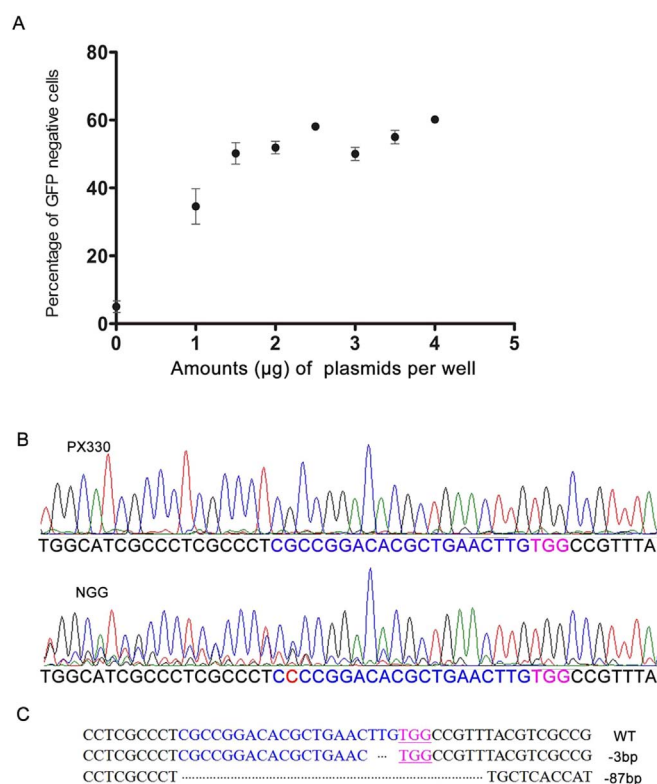 A
Percentage of GFP negative cells
80
60
40
20
0
0 1 2 3 4 5
Amounts (µg) of plasmids per well
B
PX330
TGGCATCGCCCTCGCCCTCGCCGGACACGCTGAACTTGTGGCCGTTTA
NGG
TGGCATCGCCCTCGCCCTCCCCGGACACGCTGAACTTGTGGCCGTTTA
C
CCTCGCCCTCGCCGGACACGCTGAACTTGTGGCCGTTTACGTCGCCG WT
CCTCGCCCTCGCCGGACACGCTGAAC ... TGGCCGTTTACGTCGCCG -3bp
CCTCGCCCT ........................ TGCTCACCAT -87bp